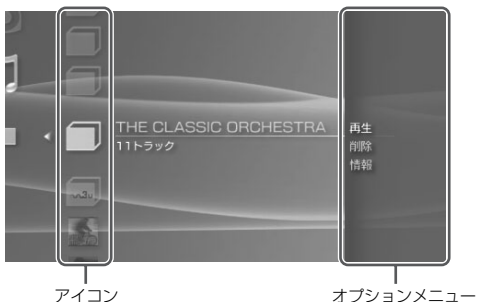 THE CLASSIC ORCHESTRA
11トラック
再生
削除
情報
アイコン
オプションメニュー